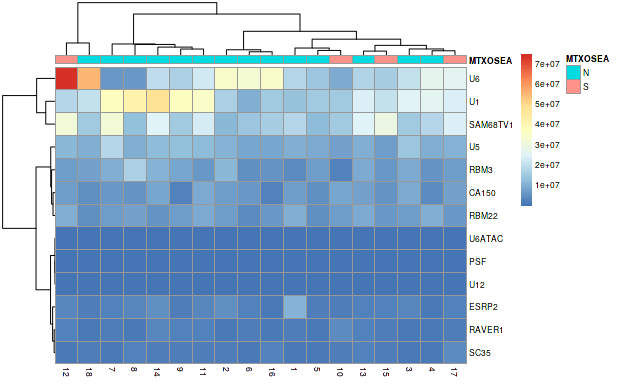 MTXOSEA
U6
U1
SAM68TV1
U5
RBM3
CA150
RBM22
U6ATAC
PSF
U12
ESRP2
RAVER1
SC35
12 18 7 8 14 9 11 2 6 16 1 5 10 13 15 3 4 17
7e+07
6e+07
5e+07
4e+07
3e+07
2e+07
1e+07
MTXOSEA
N
S